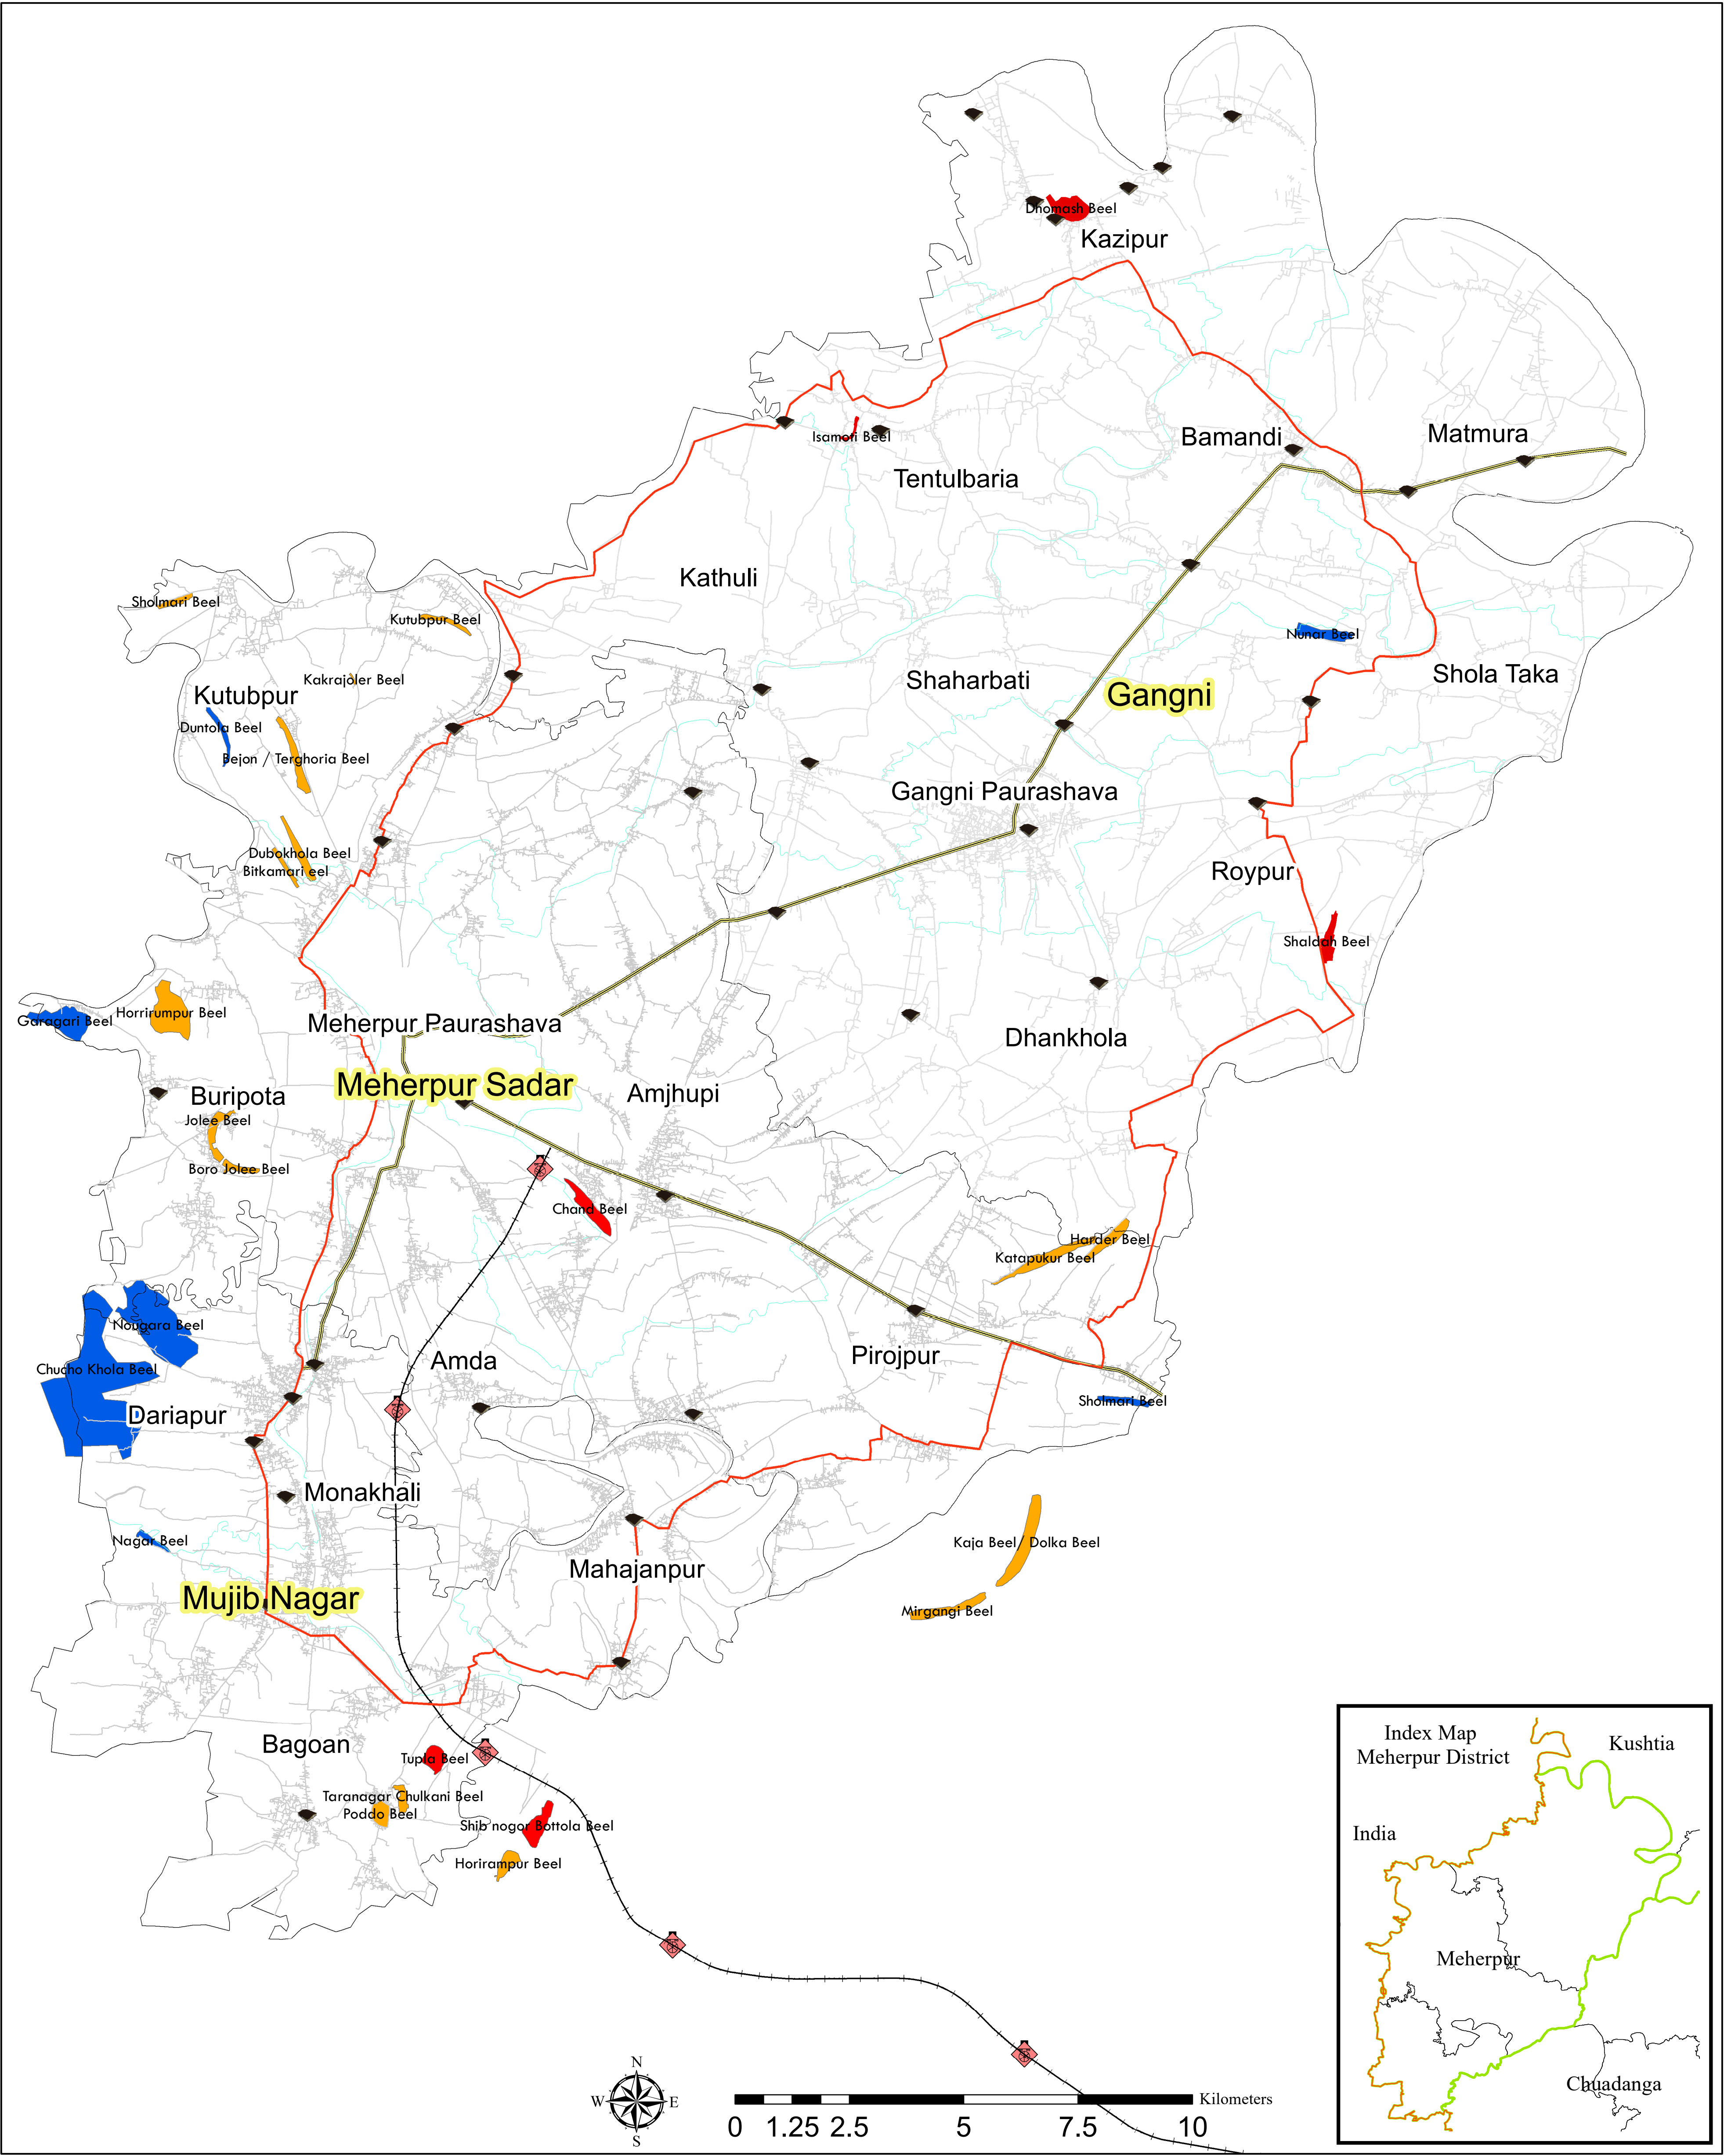 Dhomash Beel
Kazipur
Isamoti Beel
Bamandi
Matmura
Tentulbaria
Kathuli
Sholmari Beel
Kutubpur Beel
Nunar Beel
Kakrajoler Beel
Shaharbati
Shola Taka
Kutubpur
Gangni
Duntola Beel
Bejon / Terghoria Beel
Gangni Paurashava
Dubokhola Beel
Bitkamari eel
Roypur
Shaldah Beel
Horrirumpur Beel
Garagari Beel
Meherpur Paurashava
Dhankhola
Meherpur Sadar
Buripota
Amjhupi
Jolee Beel
Boro Jolee Beel
Chand Beel
Harder Beel
Katapukur Beel
Nougara Beel
Chucho Khola Beel
Amda
Pirojpur
Sholmari Beel
Dariapur
Monakhali
Nagar Beel
Kaja Beel/ Dolka Beel
Mahajanpur
Mujib Nagar
Mirgangi Beel
Bagoan
Tupla Beel
Taranagar Chulkani Beel
Poddo Beel
Shib nogor Bottola Beel
Horirampur Beel
Index Map
Meherpur District
Kushtia
India
Meherpur
Chuadanga
N
W E
S
Kilometers
0 1.25 2.5 5 7.5 10